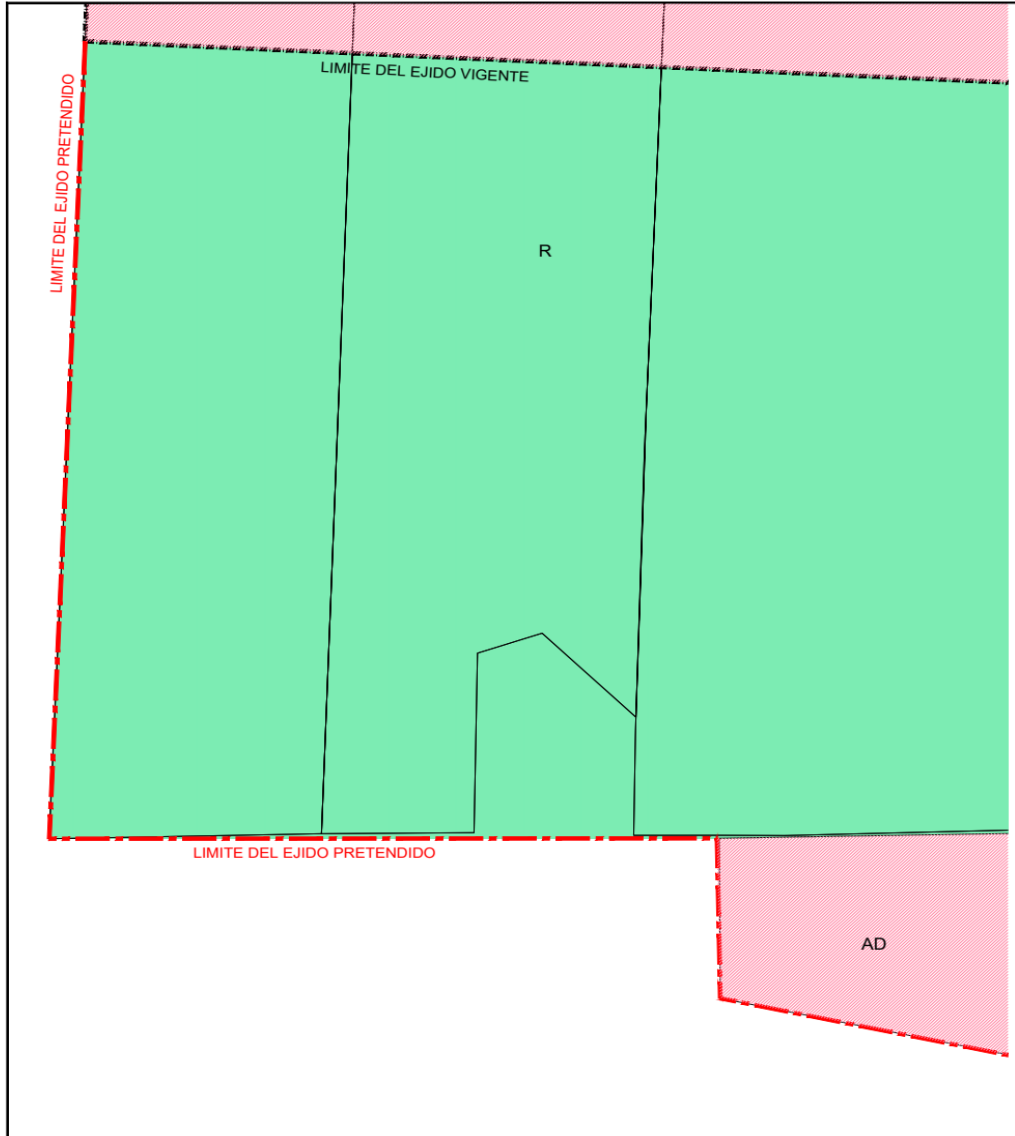 LIMITE DEL EJIDO VIGENTE
LIMITE DEL EJIDO PRETENDIDO
R
LIMITE DEL EJIDO PRETENDIDO
AD